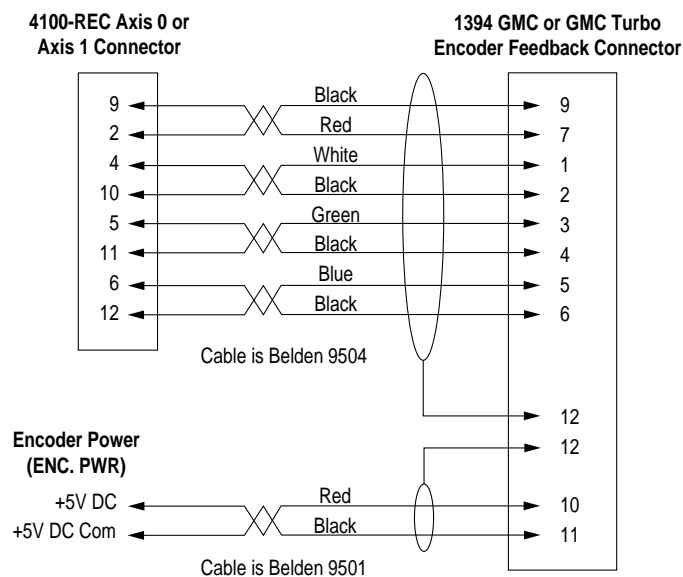 4100-REC Axis 0 or
Axis 1 Connector
1394 GMC or GMC Turbo
Encoder Feedback Connector
9 Black 9
2 Red 7
4 White 1
10 Black 2
5 Green 3
11 Black 4
6 Blue 5
12 Black 6
Cable is Belden 9504
12
12
Encoder Power
(ENC. PWR)
+5V DC Red 10
+5V DC Com Black 11
Cable is Belden 9501